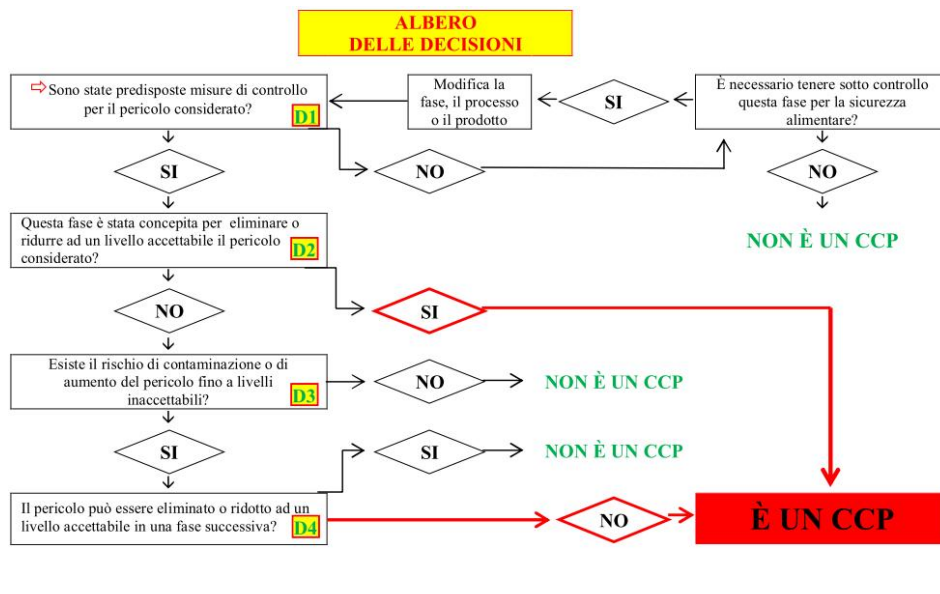 ALBERO
DELLE DECISIONI
⇨ Sono state predisposte misure di controllo
per il pericolo considerato?
D1
Modifica la
fase, il processo
o il prodotto
SI
È necessario tenere sotto controllo
questa fase per la sicurezza
alimentare?
SI
NO
NO
Questa fase è stata concepita per eliminare o
ridurre ad un livello accettabile il pericolo
considerato?
D2
NON È UN CCP
NO
SI
Esiste il rischio di contaminazione o di
aumento del pericolo fino a livelli
inaccettabili?
D3
NO
NON È UN CCP
SI
SI
NON È UN CCP
Il pericolo può essere eliminato o ridotto ad un
livello accettabile in una fase successiva?
D4
NO
È UN CCP